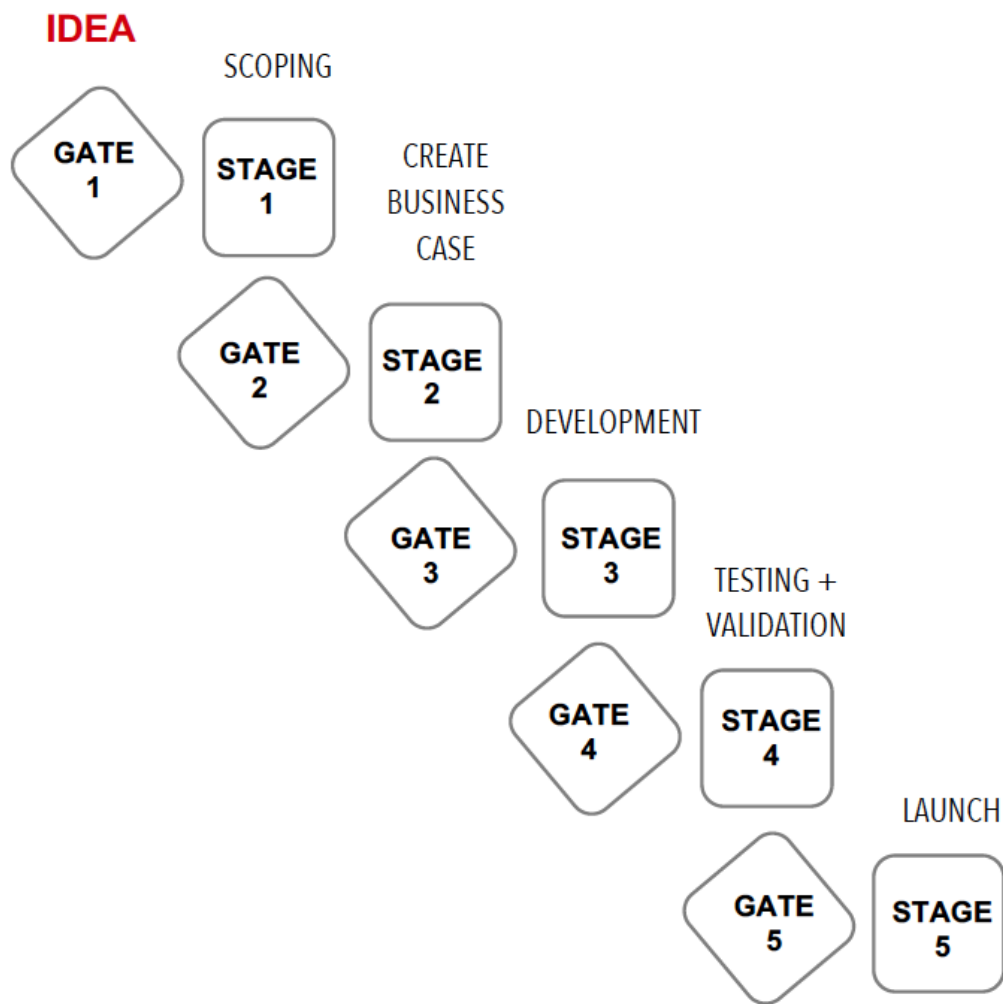 IDEA
SCOPING
GATE
1
STAGE
1
CREATE
BUSINESS
CASE
GATE
2
STAGE
2
DEVELOPMENT
GATE
3
STAGE
3
TESTING +
VALIDATION
GATE
4
STAGE
4
LAUNCH
GATE
5
STAGE
5